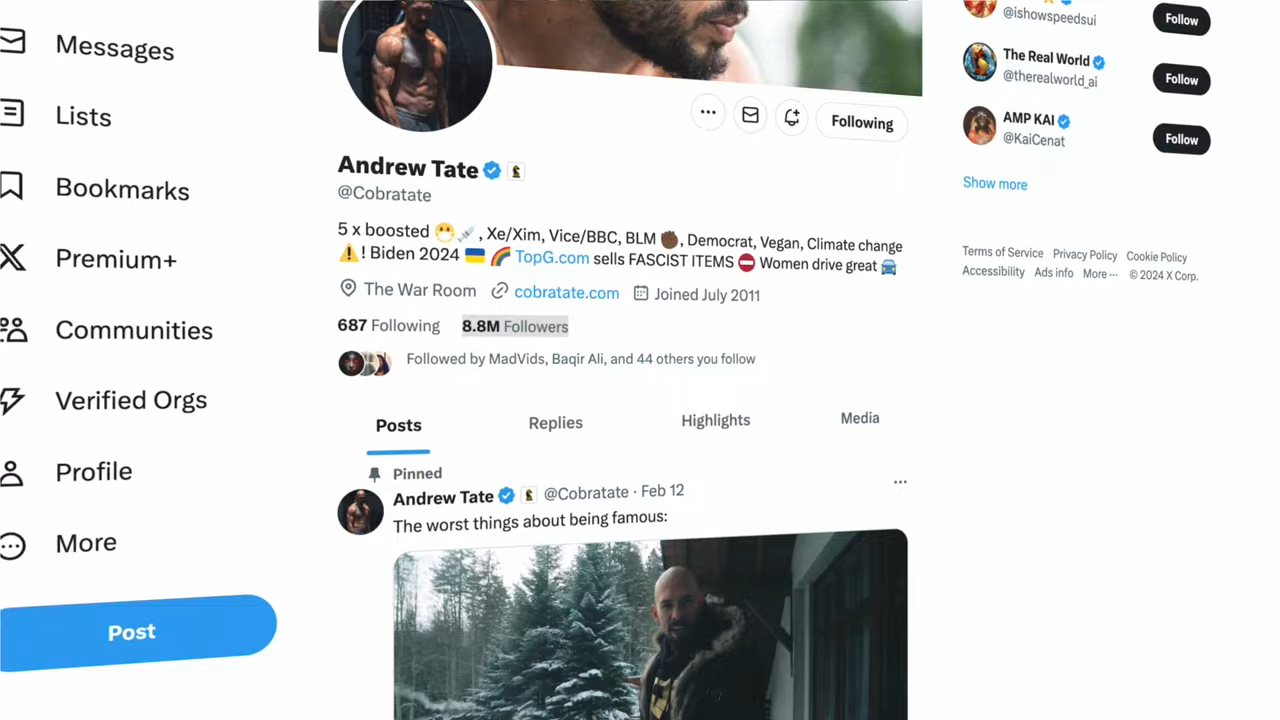 Messages
Lists
Bookmarks
Premium+
Communities
Verified Orgs
Profile
More
Post
Following
Andrew Tate
@Cobratate
5 x boosted 😷💉, Xe/Xim, Vice/BBC, BLM ✊🏿, Democrat, Vegan, Climate change
⚠️! Biden 2024 🇺🇦 🌈 TopG.com sells FASCIST ITEMS ⛔ Women drive great 🚘
The War Room cobratate.com Joined July 2011
687 Following 8.8M Followers
Followed by MadVids, Baqir Ali, and 44 others you follow
Posts Replies Highlights Media
Pinned
Andrew Tate @Cobratate · Feb 12
The worst things about being famous:
@ishowspeedsui
Follow
The Real World
@therealworld_ai
Follow
AMP KAI
@KaiCenat
Follow
Show more
Terms of Service Privacy Policy Cookie Policy
Accessibility Ads info More ··· © 2024 X Corp.